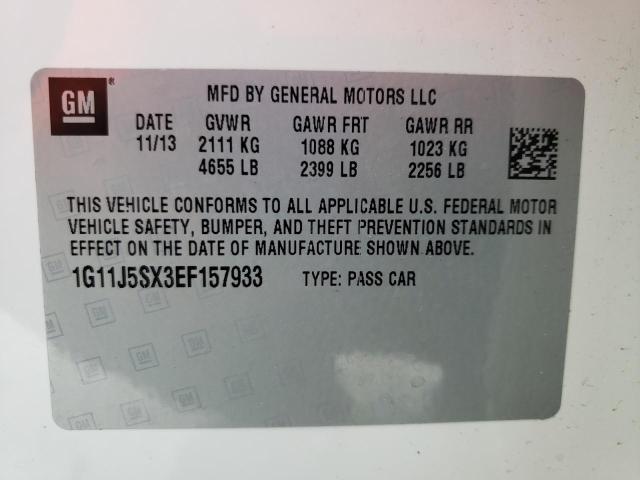 GM MFD BY GENERAL MOTORS LLC
DATE GVWR GAWR FRT GAWR RR
11/13 2111 KG 1088 KG 1023 KG
4655 LB 2399 LB 2256 LB
THIS VEHICLE CONFORMS TO ALL APPLICABLE U.S. FEDERAL MOTOR
VEHICLE SAFETY, BUMPER, AND THEFT PREVENTION STANDARDS IN
EFFECT ON THE DATE OF MANUFACTURE SHOWN ABOVE.
1G11J5SX3EF157933 TYPE: PASS CAR